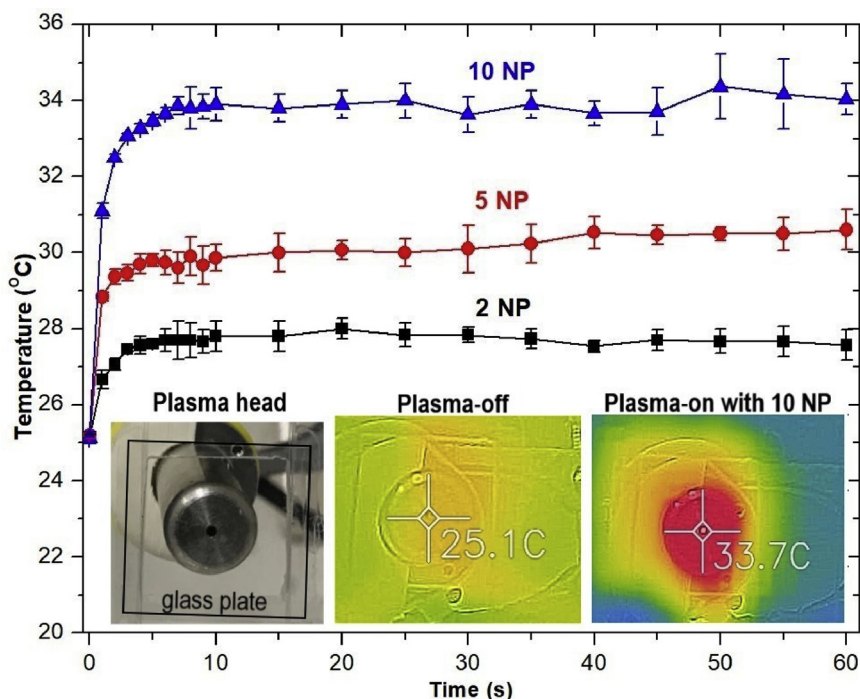 36
34
32
30
28
26
24
22
20
Temperature (°C)
10 NP
5 NP
2 NP
Plasma head
Plasma-off
Plasma-on with 10 NP
glass plate
25.1C
33.7C
0
10
20
30
40
50
60
Time (s)